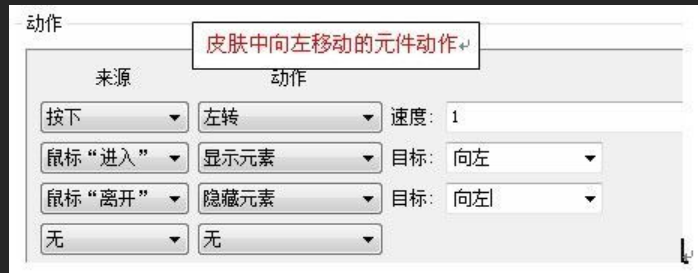 动作
皮肤中向左移动的元件动作
来源 动作
按下 左转 速度: 1
鼠标“进入” 显示元素 目标: 向左
鼠标“离开” 隐藏元素 目标: 向左
无 无